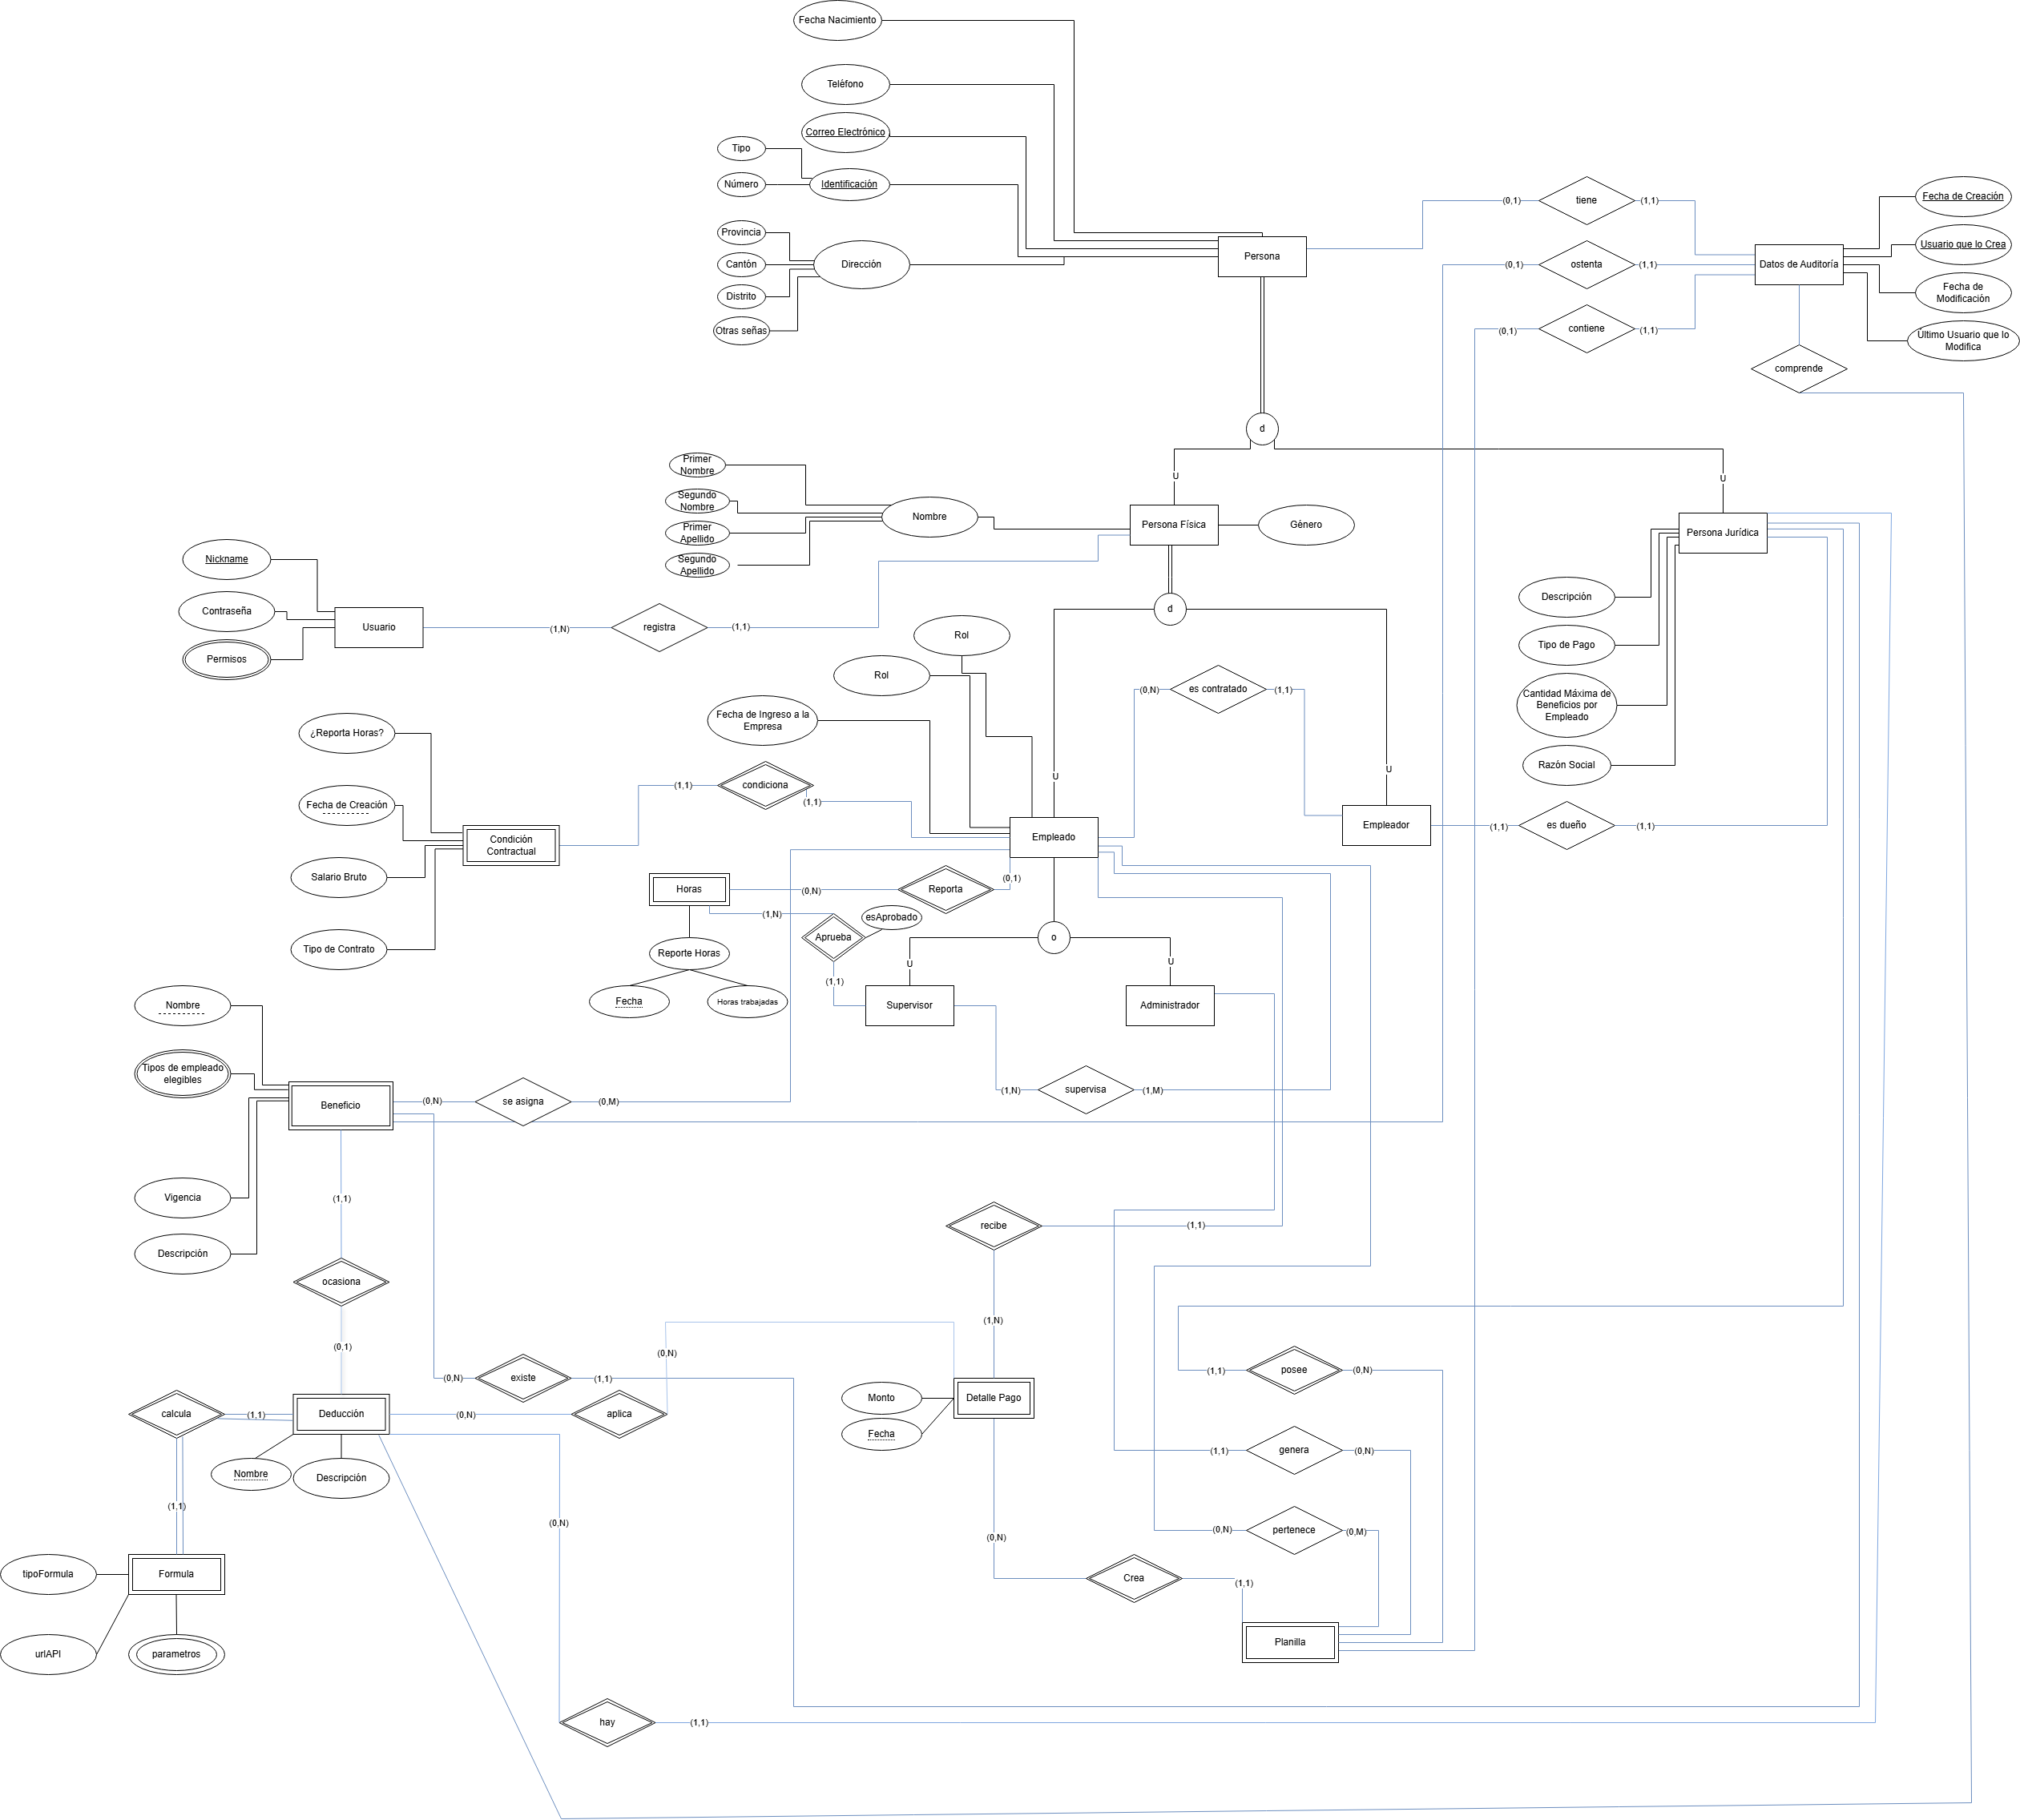 Fecha Nacimiento
Teléfono
Correo Electrónico
Tipo
Número
Identificación
Provincia
Cantón
Distrito
Otras señas
Dirección
Persona
(0,1)
tiene
(1,1)
(0,1)
ostenta
(1,1)
(0,1)
contiene
(1,1)
Datos de Auditoría
Fecha de Creación
Usuario que lo Crea
Fecha de
Modificación
Último Usuario que lo
Modifica
comprende
d
U
U
Primer
Nombre
Segundo
Nombre
Primer
Apellido
Segundo
Apellido
Nombre
Persona Física
Género
Persona Jurídica
Descripción
Tipo de Pago
Cantidad Máxima de
Beneficios por
Empleado
Razón Social
Nickname
Contraseña
Permisos
Usuario
(1,N)
registra
(1,1)
d
Rol
Rol
Fecha de Ingreso a la
Empresa
(0,N)
es contratado
(1,1)
U
U
¿Reporta Horas?
Fecha de Creación
Salario Bruto
Tipo de Contrato
Condición
Contractual
(1,1)
condiciona
(1,1)
Empleado
Empleador
(1,1)
es dueño
(1,1)
Horas
(0,N)
Reporta
(0,1)
(1,N)
esAprobado
Aprueba
(1,1)
Reporte Horas
Fecha
Horas trabajadas
o
U
U
Supervisor
Administrador
(1,N)
supervisa
(1,M)
Nombre
Tipos de empleado
elegibles
Vigencia
Descripción
Beneficio
(0,N)
se asigna
(0,M)
(1,1)
ocasiona
(0,1)
recibe
(1,1)
(1,N)
(0,N)
existe
(1,1)
(0,N)
calcula
(1,1)
Deducción
(0,N)
aplica
Nombre
Descripción
Monto
Fecha
Detalle Pago
(1,1)
posee
(0,N)
(1,1)
genera
(0,N)
(0,N)
pertenece
(0,M)
(1,1)
(0,N)
(0,N)
Crea
(1,1)
tipoFormula
Formula
urlAPI
parametros
Planilla
hay
(1,1)